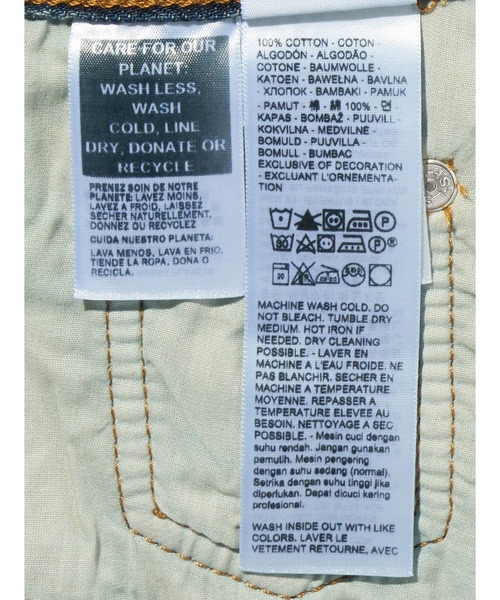 CARE FOR OUR
PLANET:
WASH LESS,
WASH
COLD, LINE
DRY, DONATE OR
RECYCLE
PRENEZ SOIN DE NOTRE
PLANETE: LAVEZ MOINS,
LAVEZ A FROID, LAISSEZ
SECHER NATURELLEMENT,
DONNEZ OU RECYCLEZ
CUIDA NUESTRO PLANETA:
LAVA MENOS, LAVA EN FRIO,
TIENDE LA ROPA, DONA O
RECICLA.
100% COTTON - COTON -
ALGODÓN - ALGODÃO -
COTONE - BAUMWOLLE -
KATOEN - BAWEŁNA - BAVLNA
- ХЛОПОК - BAMBAKI - PAMUK
- PAMUT - 棉 - 綿 100% - 면
KAPAS - BOMBAŽ - PUUVILL -
KOKVILNA - MEDVILNĖ -
BOMULD - PUUVILLA -
BOMULL - BUMBAC
EXCLUSIVE OF DECORATION
- EXCLUANT L'ORNEMENTA-
TION
MACHINE WASH COLD. DO
NOT BLEACH. TUMBLE DRY
MEDIUM. HOT IRON IF
NEEDED. DRY CLEANING
POSSIBLE. - LAVER EN
MACHINE A L'EAU FROIDE. NE
PAS BLANCHIR. SECHER EN
MACHINE A TEMPERATURE
MOYENNE. REPASSER A
TEMPERATURE ELEVEE AU
BESOIN. NETTOYAGE A SEC
POSSIBLE. - Mesin cuci dengan
suhu rendah. Jangan gunakan
pemutih. Mesin pengering
dengan suhu sedang (normal).
Setrika dengan suhu tinggi jika
diperlukan. Dapat dicuci kering
profesional.
WASH INSIDE OUT WITH LIKE
COLORS. LAVER LE
VETEMENT RETOURNE, AVEC